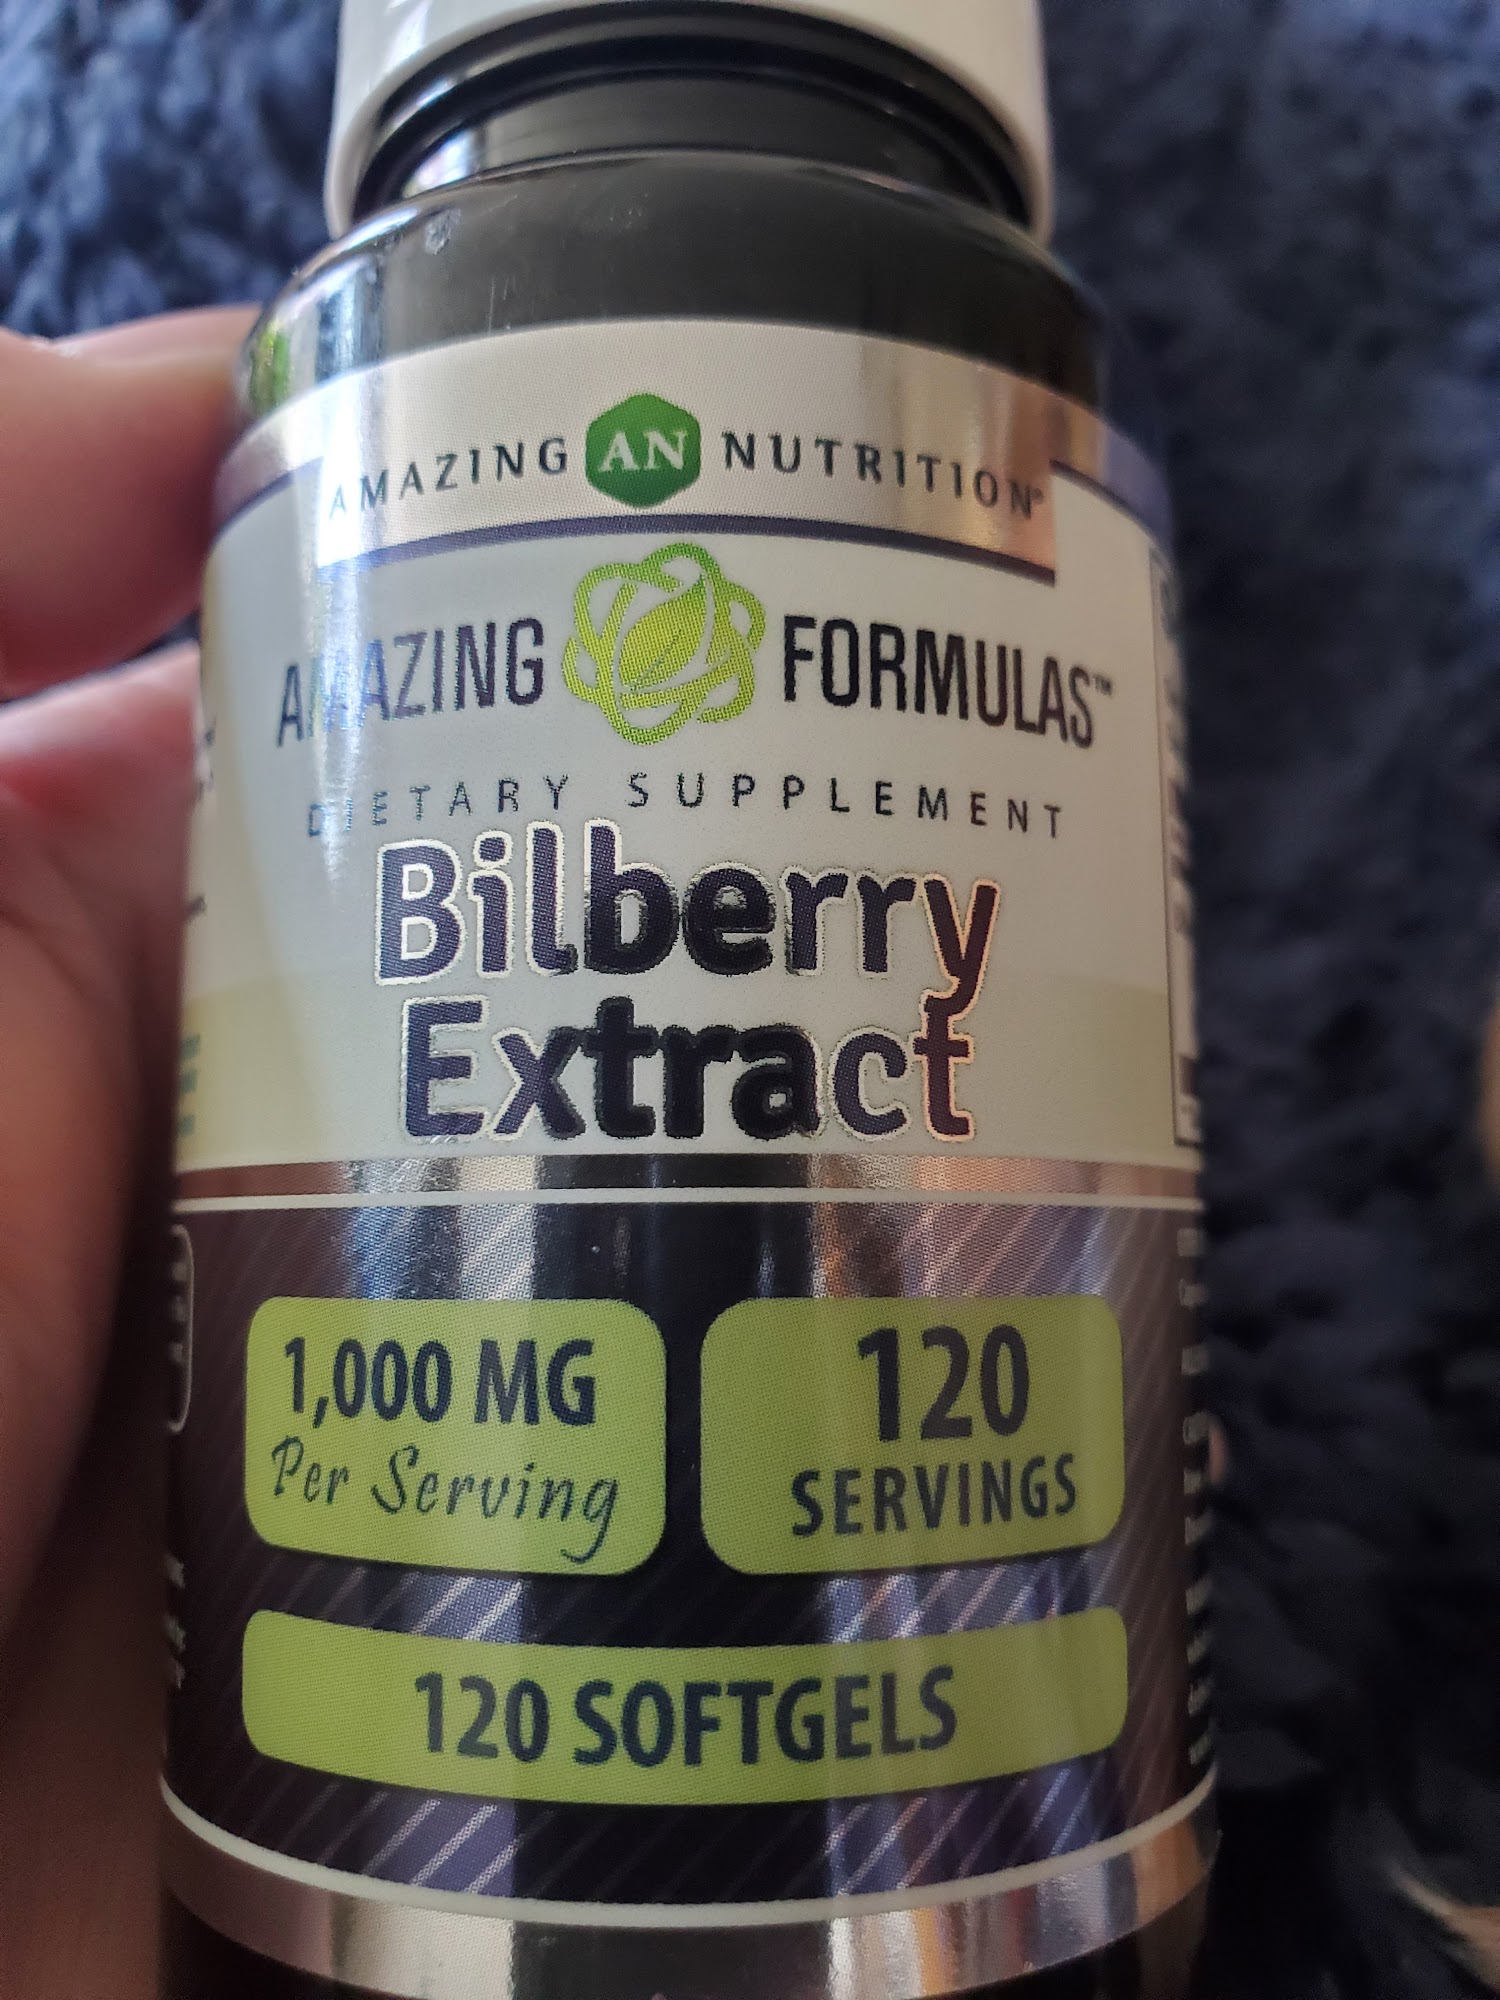 AMAZING AN NUTRITION
AMAZING FORMULAS™
DIETARY SUPPLEMENT
Bilberry
Extract
1,000 MG
Per Serving
120
SERVINGS
120 SOFTGELS